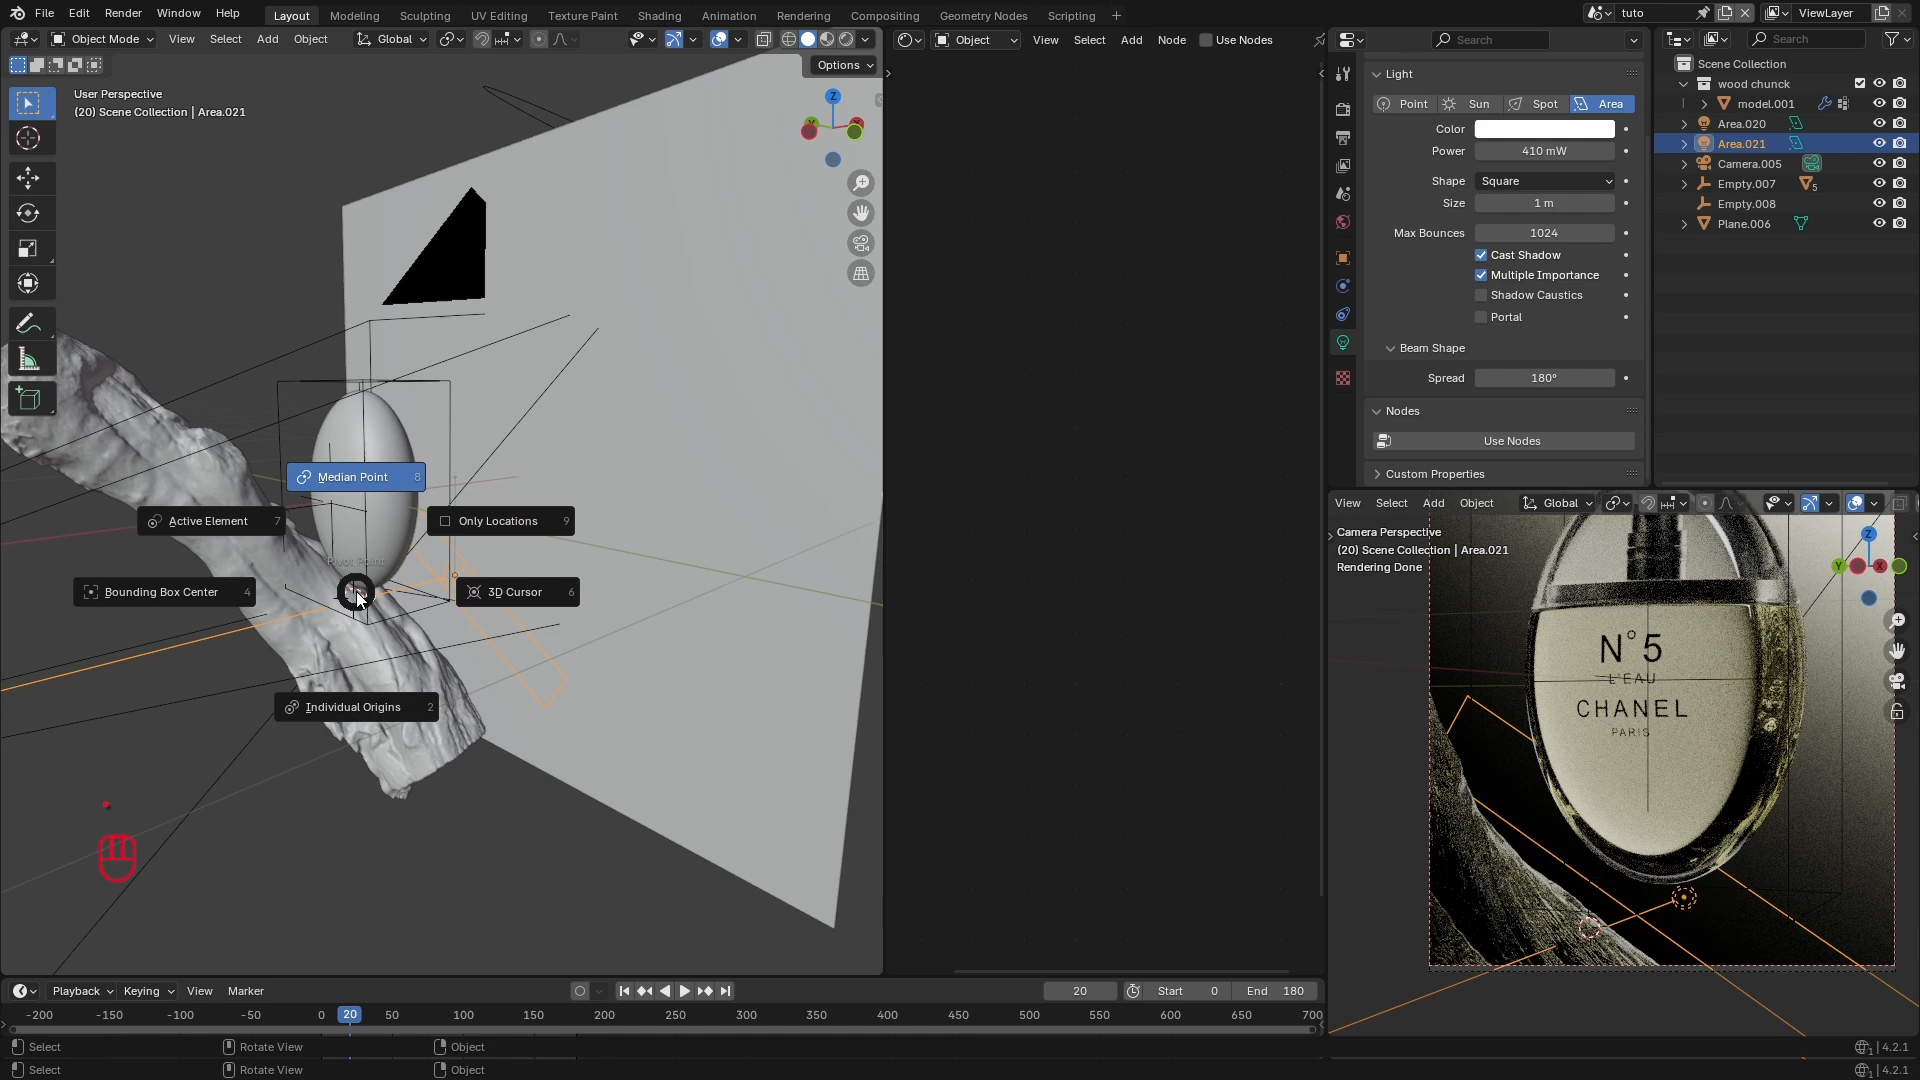 File Edit Render Window Help
Layout Modeling Sculpting UV Editing Texture Paint Shading Animation Rendering Compositing Geometry Nodes Scripting
tuto
ViewLayer
Object Mode View Select Add Object Global
Options
User Perspective
(20) Scene Collection | Area.021
Z
Median Point 8
Active Element 7
Only Locations 9
Pivot Point
Bounding Box Center 4
3D Cursor 6
Individual Origins 2
Object View Select Add Node Use Nodes
Search
Light
Point Sun Spot Area
Color
Power 410 mW
Shape Square
Size 1 m
Max Bounces 1024
Cast Shadow
Multiple Importance
Shadow Caustics
Portal
Beam Shape
Spread 180°
Nodes
Use Nodes
Custom Properties
Search
Scene Collection
wood chunck
model.001
Area.020
Area.021
Camera.005
Empty.007 5
Empty.008
Plane.006
View Select Add Object Global
Camera Perspective
(20) Scene Collection | Area.021
Rendering Done
Z
Y
X
N°5
L'EAU
CHANEL
PARIS
Playback Keying View Marker
20 Start 0 End 180
-200 -150 -100 -50 0 20 50 100 150 200 250 300 350 400 450 500 550 600 650 700
Select Rotate View Object 1 | 4.2.1
Select Rotate View Object 1 | 4.2.1